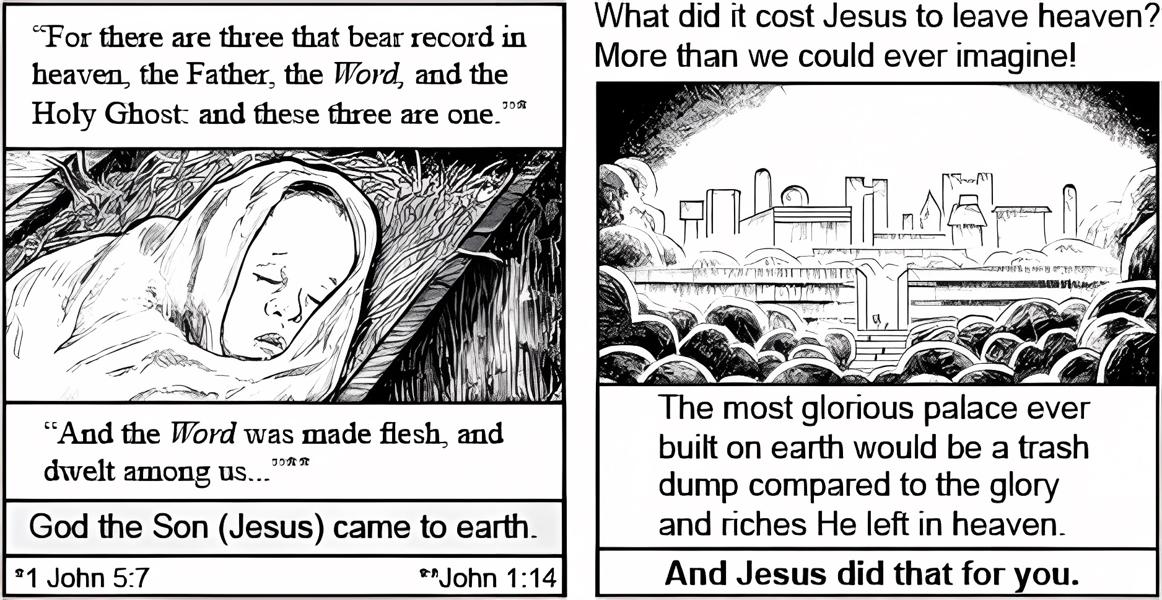 “For there are three that bear record in
heaven, the Father, the Word, and the
Holy Ghost: and these three are one.”*
“And the Word was made flesh, and
dwelt among us...”**
God the Son (Jesus) came to earth.
*1 John 5:7
**John 1:14
What did it cost Jesus to leave heaven?
More than we could ever imagine!
The most glorious palace ever
built on earth would be a trash
dump compared to the glory
and riches He left in heaven.
And Jesus did that for you.